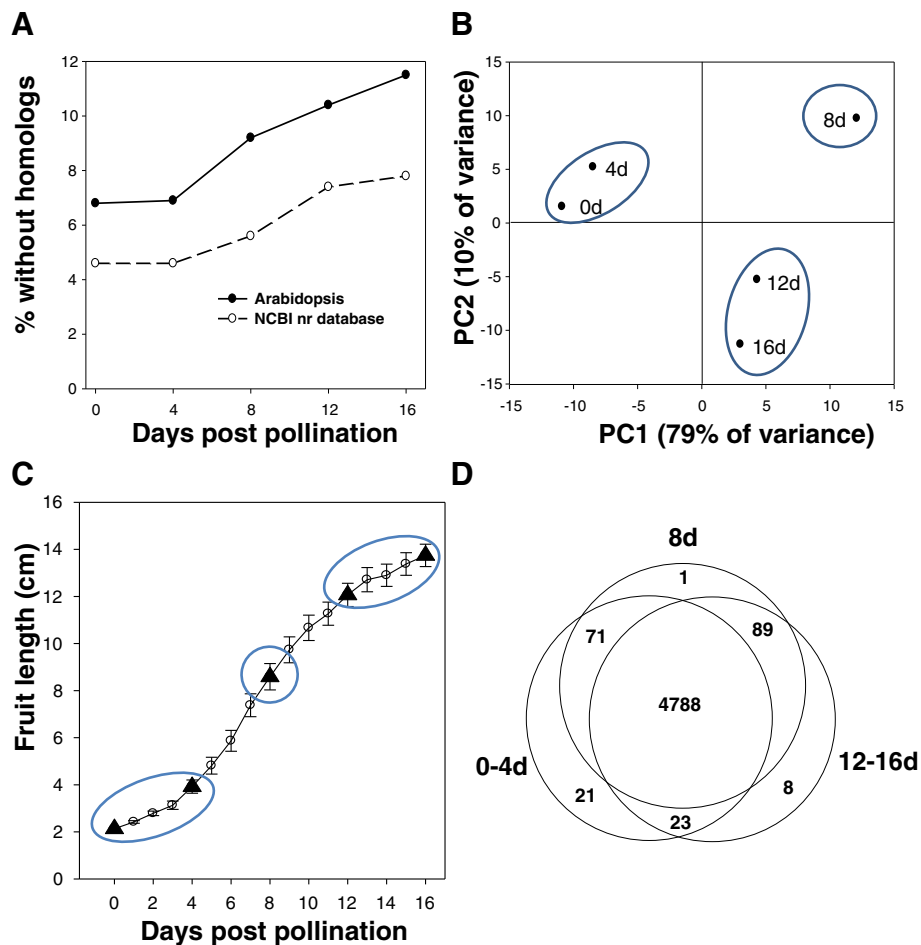 A
% without homologs
12
10
8
6
4
2
0
Arabidopsis
NCBI nr database
0 4 8 12 16
Days post pollination
B
PC2 (10% of variance)
15
10
5
0
-5
-10
-15
8d
4d
0d
12d
16d
-15 -10 -5 0 5 10 15
PC1 (79% of variance)
C
Fruit length (cm)
16
14
12
10
8
6
4
2
0
0 2 4 6 8 10 12 14 16
Days post pollination
D
8d
1
71 89
4788
0-4d 12-16d
21 8
23